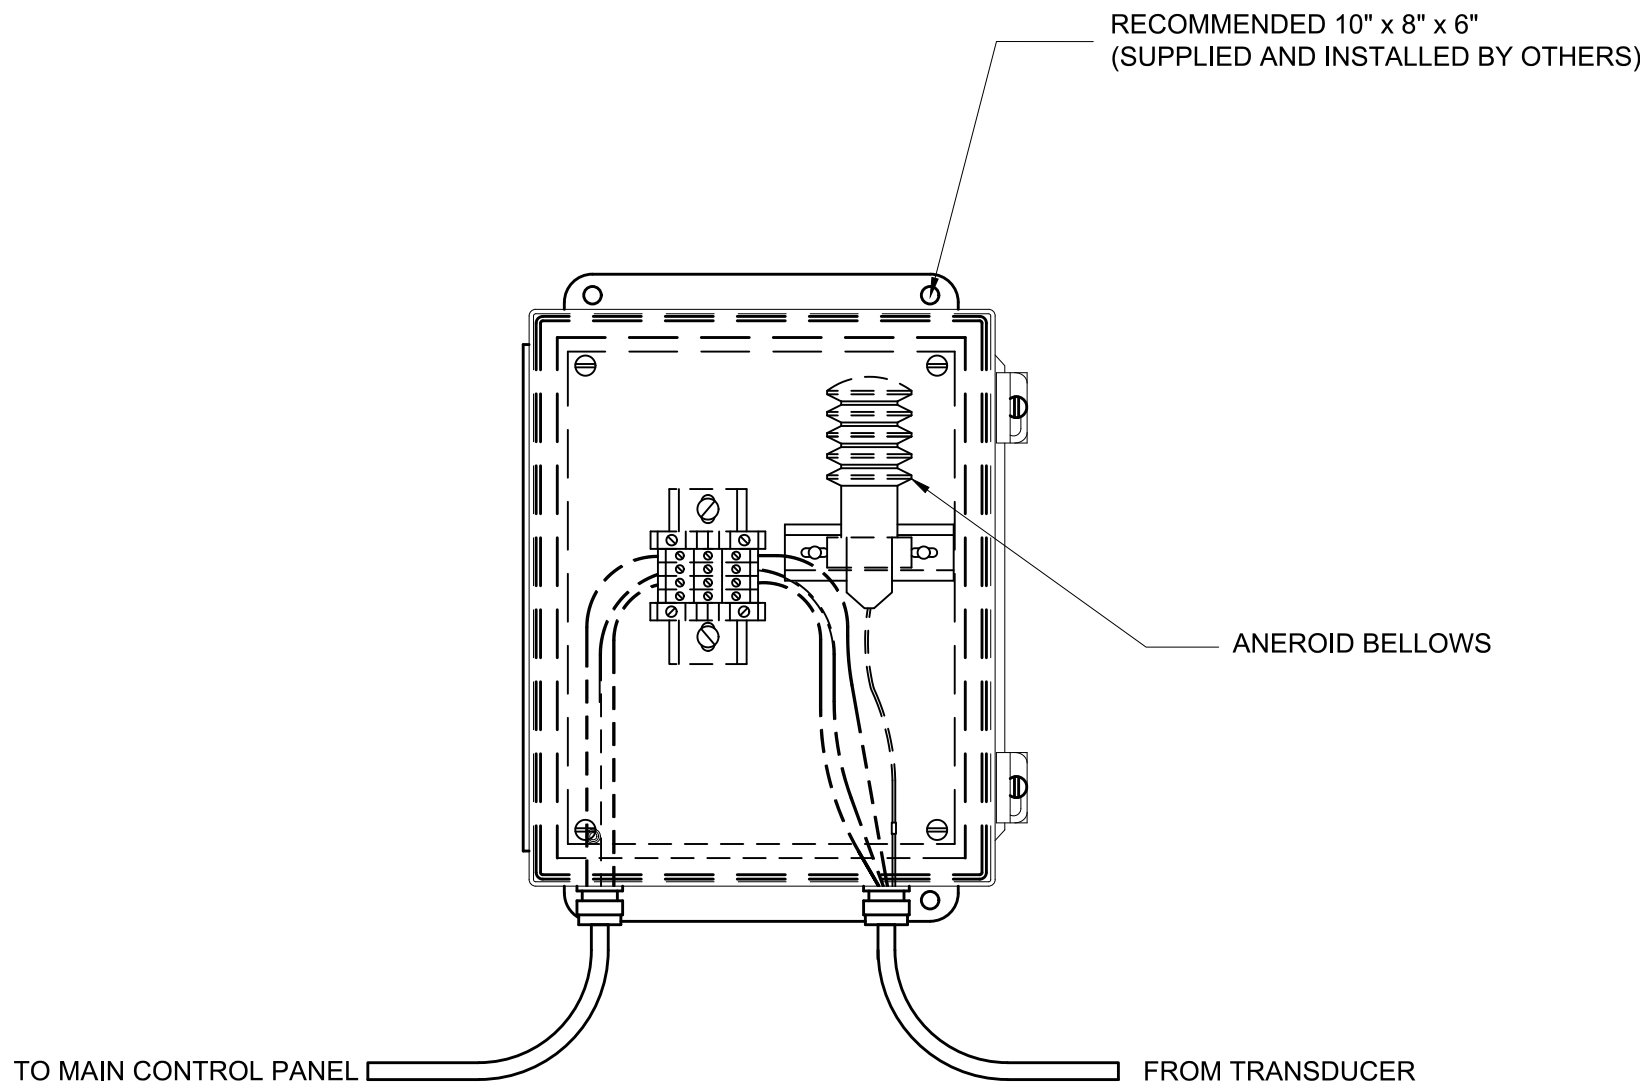 RECOMMENDED 10" x 8" x 6"
(SUPPLIED AND INSTALLED BY OTHERS)
ANEROID BELLOWS
TO MAIN CONTROL PANEL
FROM TRANSDUCER